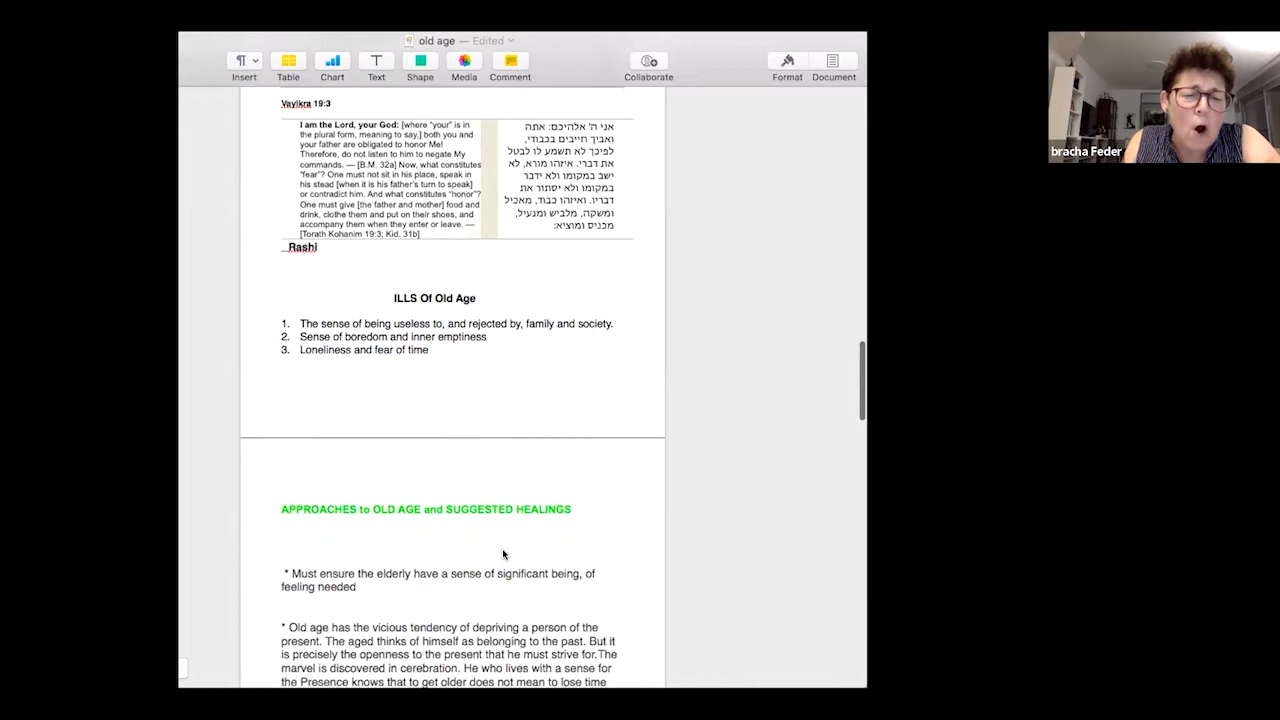 old age — Edited
Insert
Table
Chart
Text
Shape
Media
Comment
Collaborate
Format
Document
bracha Feder
Vayikra 19:3
I am the Lord, your God: [where "your" is in
the plural form, meaning to say,] both you and
your father are obligated to honor Me!
Therefore, do not listen to him to negate My
commands. — [B.M. 32a] Now, what constitutes
"fear"? One must not sit in his place, speak in
his stead [when it is his father's turn to speak]
or contradict him. And what constitutes "honor"?
One must give [the father and mother] food and
drink, clothe them and put on their shoes, and
accompany them when they enter or leave. —
[Torath Kohanim 19:3; Kid. 31b]
אני ה' אלהיכם: אתה
ואביך חייבים בכבודי,
לפיכך לא תשמע לו לבטל
את דברי. איזהו מורא, לא
ישב במקומו ולא ידבר
במקומו ולא יסתור את
דבריו. ואיזהו כבוד, מאכיל
ומשקה, מלביש ומנעיל,
מכניס ומוציא:
Rashi
ILLS Of Old Age
1. The sense of being useless to, and rejected by, family and society.
2. Sense of boredom and inner emptiness
3. Loneliness and fear of time
APPROACHES to OLD AGE and SUGGESTED HEALINGS
* Must ensure the elderly have a sense of significant being, of
feeling needed
* Old age has the vicious tendency of depriving a person of the
present. The aged thinks of himself as belonging to the past. But it
is precisely the openness to the present that he must strive for.The
marvel is discovered in cerebration. He who lives with a sense for
the Presence knows that to get older does not mean to lose time